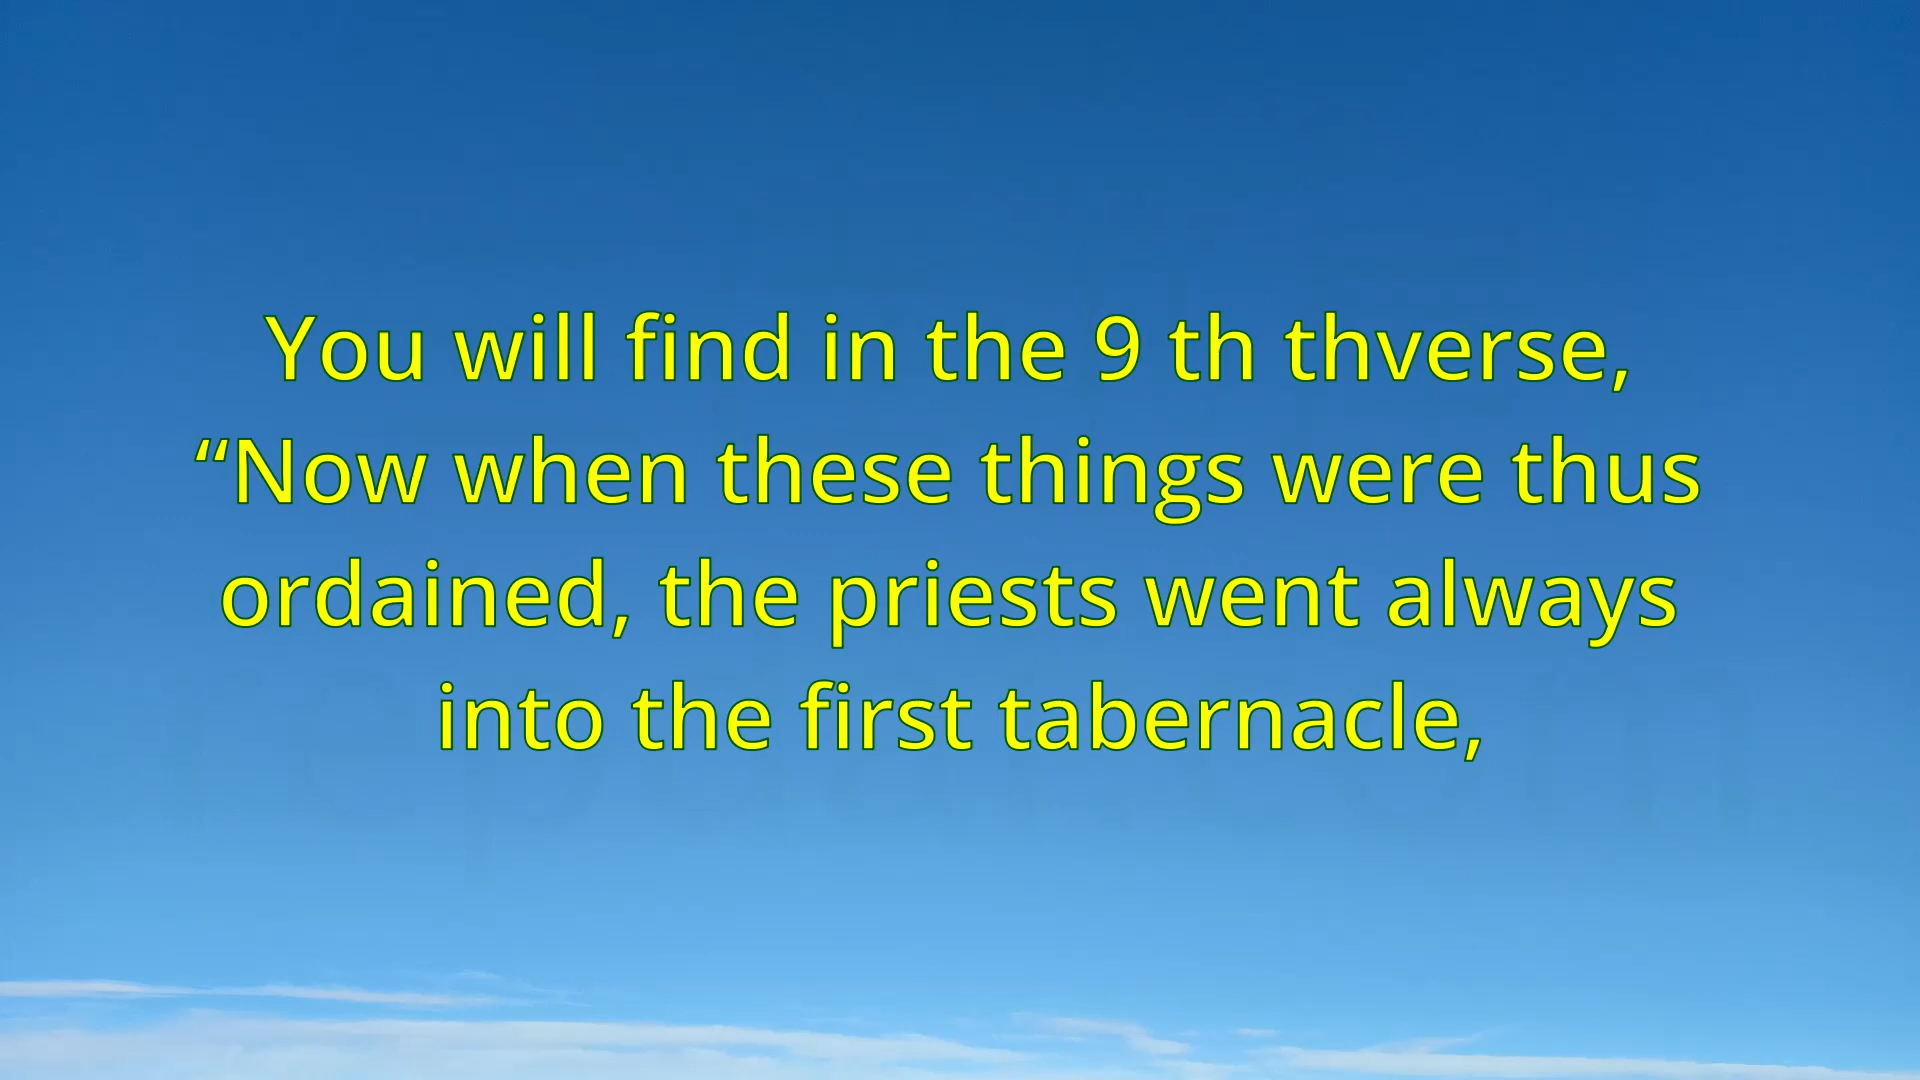 You will find in the 9 th thverse,
“Now when these things were thus
ordained, the priests went always
into the first tabernacle,